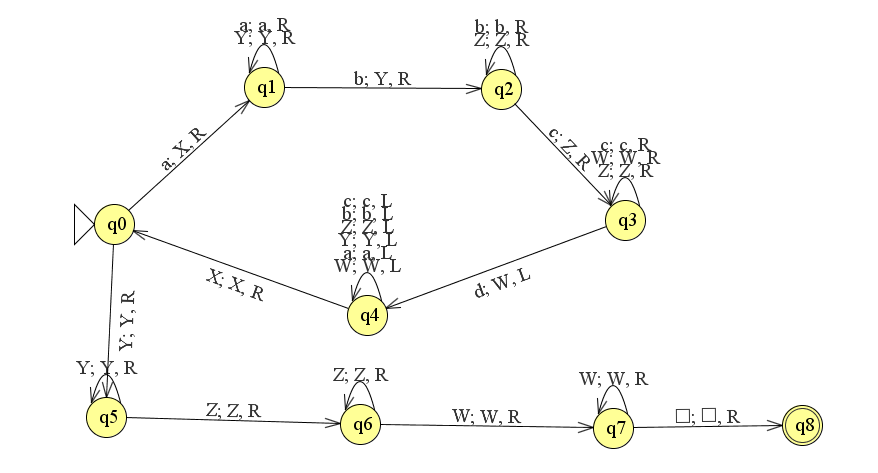 a; a, R
Y; Y, R
q1
b; Y, R
b; b, R
Z; Z, R
q2
a; X, R
c; Z, R
c; c, R
W; W, R
Z; Z, R
q3
q0
c; c, L
b; b, L
Z; Z, L
Y; Y, L
a; a, L
W; W, L
q4
X; X, R
d; W, L
Y; Y, R
Y; Y, R
q5
Z; Z, R
Z; Z, R
q6
W; W, R
W; W, R
q7
□; □, R
q8